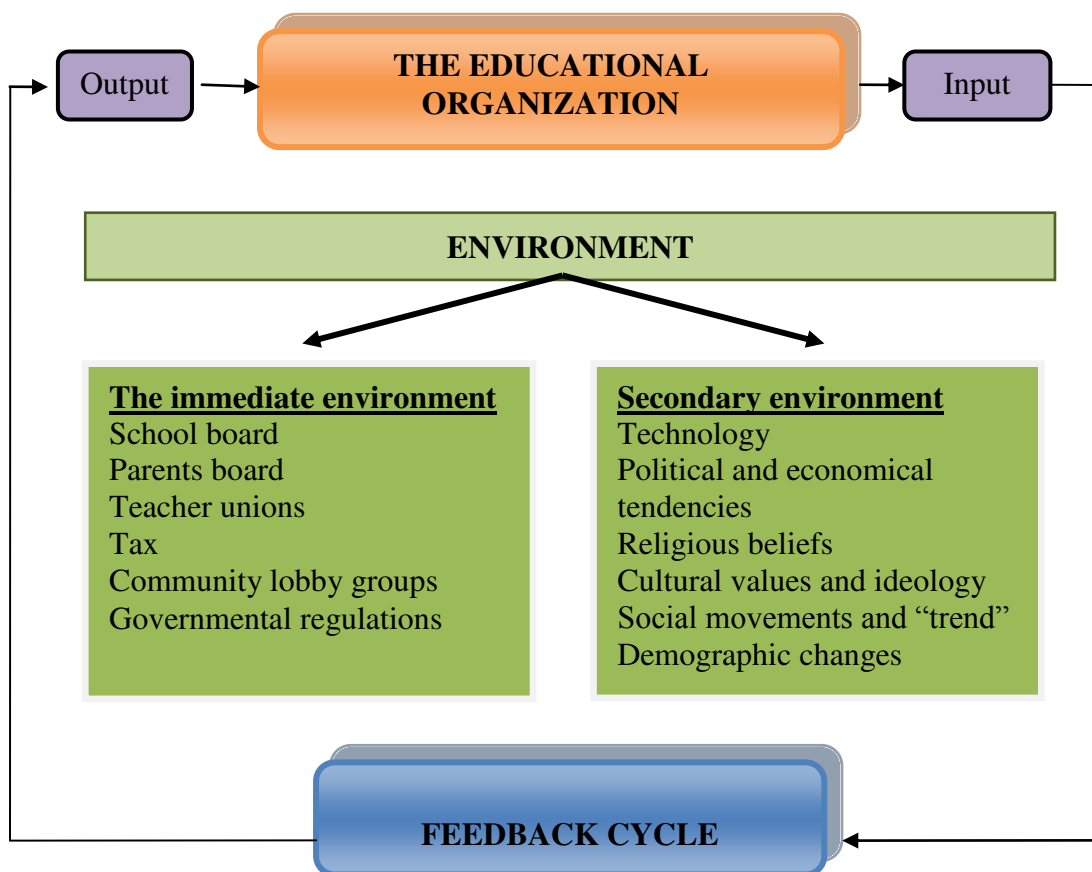 Output
THE EDUCATIONAL
ORGANIZATION
Input
ENVIRONMENT
The immediate environment
School board
Parents board
Teacher unions
Tax
Community lobby groups
Governmental regulations
Secondary environment
Technology
Political and economical
tendencies
Religious beliefs
Cultural values and ideology
Social movements and “trend”
Demographic changes
FEEDBACK CYCLE